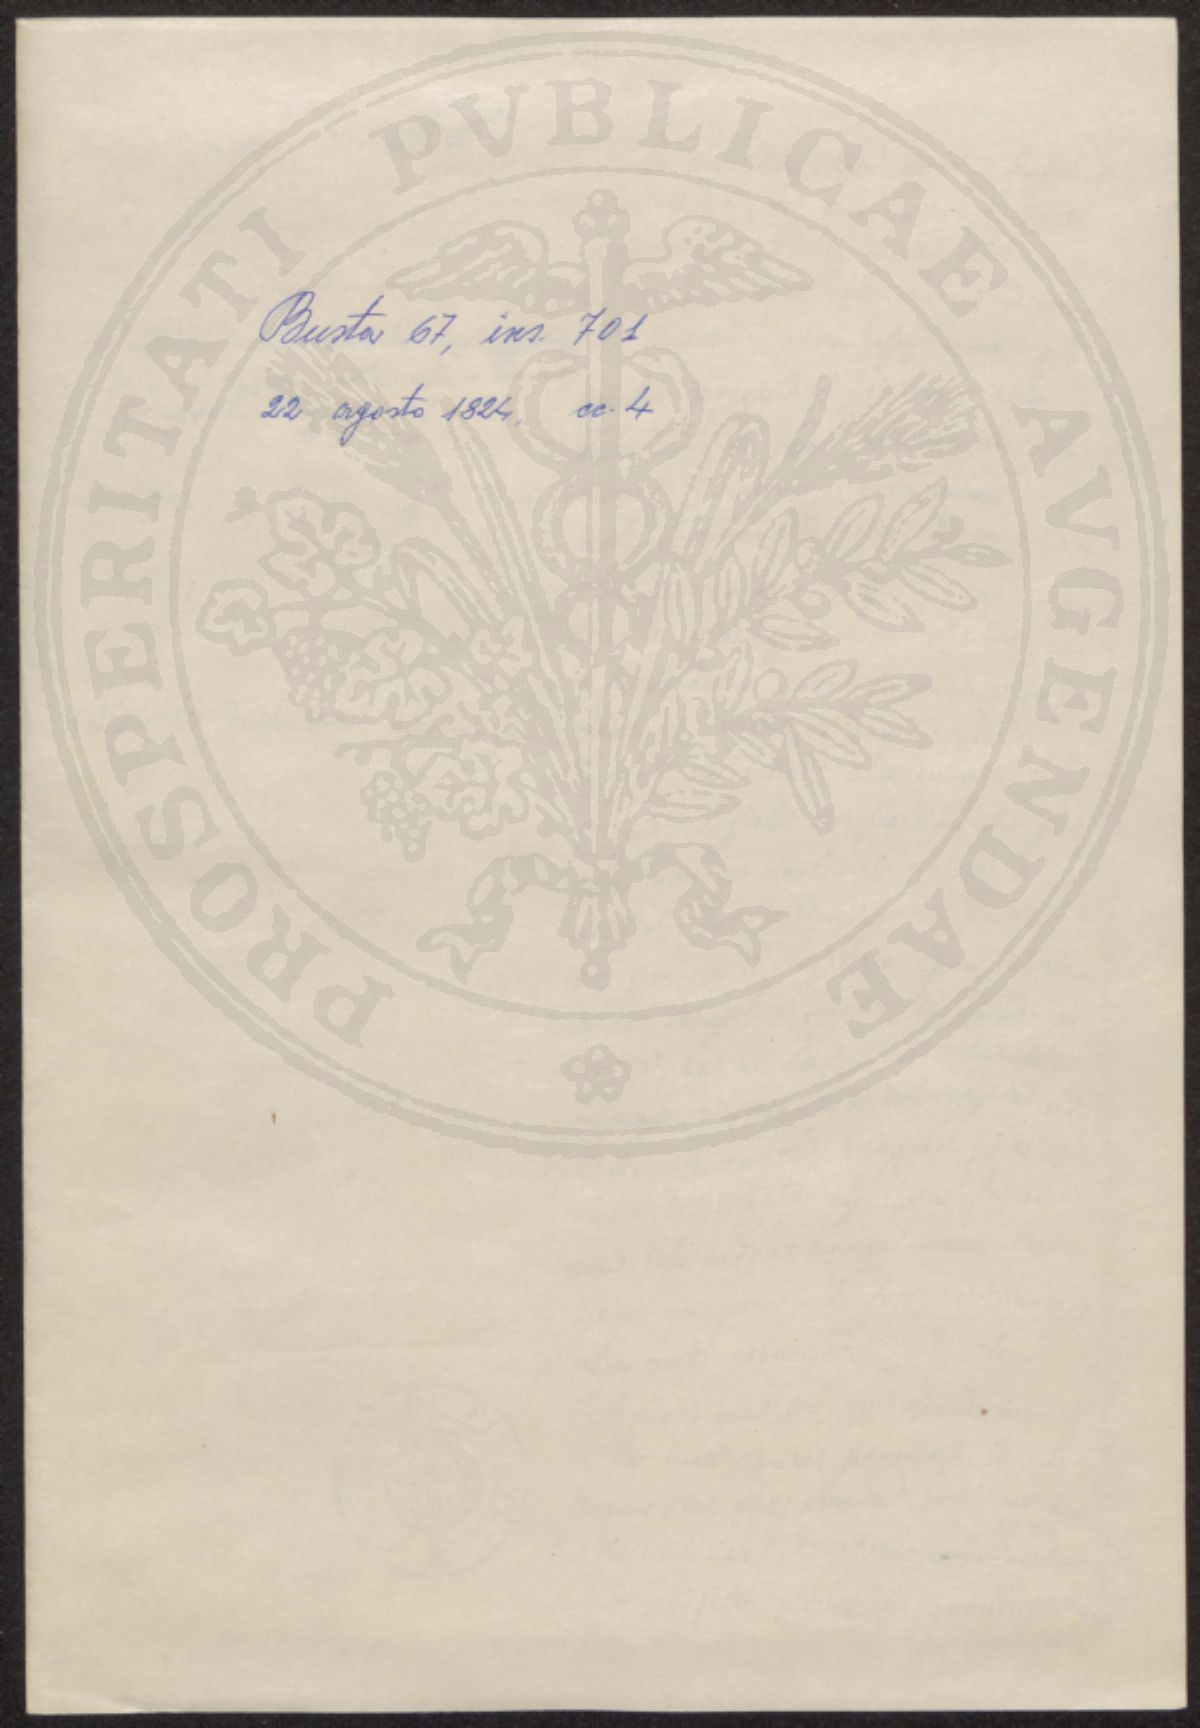 PROSPERITATI PVBLICAE AVGENDAE
Busta 67, ins. 701
22 agosto 1824. cc. 4